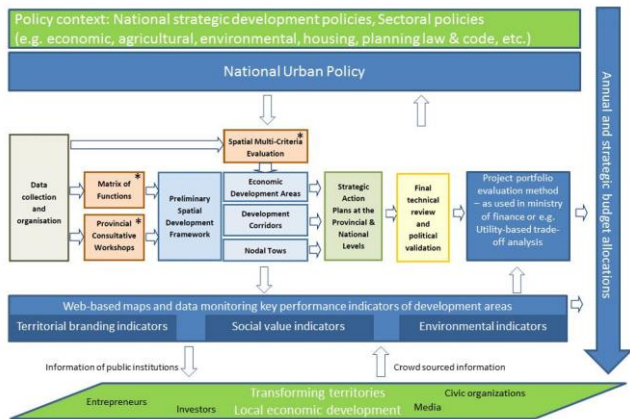 Policy context: National strategic development policies, Sectoral policies
(e.g. economic, agricultural, environmental, housing, planning law & code, etc.)
National Urban Policy
Annual and strategic budget allocations
Spatial Multi-Criteria
Evaluation
*
Data
collection
and
organisation
Matrix of
Functions
*
Provincial
Consultative
Workshops
*
Preliminary
Spatial
Development
Framework
Economic
Development Areas
Development
Corridors
Nodal Tows
Strategic
Action
Plans at the
Provincial &
National
Levels
Final
technical
review
and
political
validation
Project portfolio
evaluation method
– as used in ministry
of finance or e.g.
Utility-based trade-
off analysis
Web-based maps and data monitoring key performance indicators of development areas
Territorial branding indicators
Social value indicators
Environmental indicators
Information of public institutions
Crowd sourced information
Transforming territories
Local economic development
Entrepreneurs
Investors
Civic organizations
Media